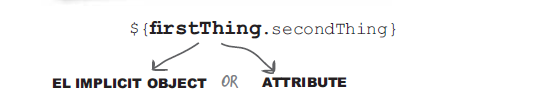 ${firstThing.secondThing}
EL IMPLICIT OBJECT OR ATTRIBUTE